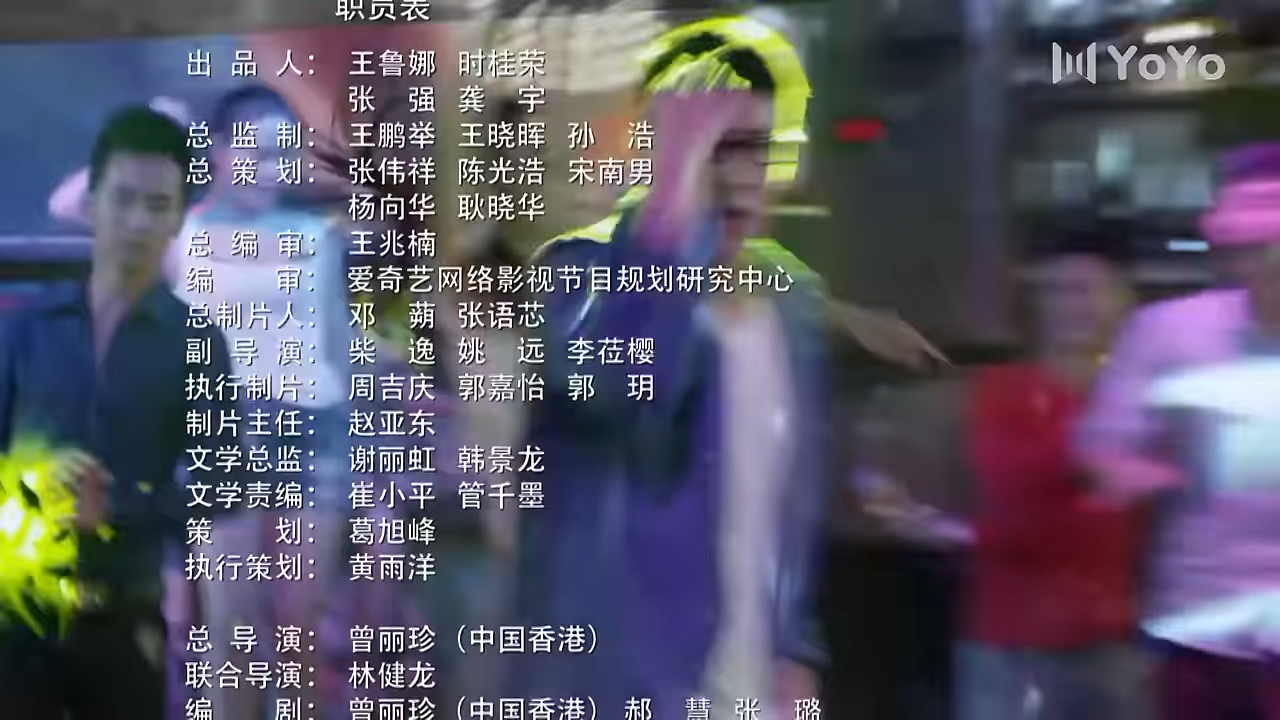 职员表
YoYo
出品人： 王鲁娜 时桂荣
张 强 龚 宇
总监制： 王鹏举 王晓晖 孙 浩
总策划： 张伟祥 陈光浩 宋南男
杨向华 耿晓华
总编审： 王兆楠
编 审： 爱奇艺网络影视节目规划研究中心
总制片人： 邓 蒴 张语芯
副导演： 柴 逸 姚 远 李莅樱
执行制片： 周吉庆 郭嘉怡 郭 玥
制片主任： 赵亚东
文学总监： 谢丽虹 韩景龙
文学责编： 崔小平 管千墨
策 划： 葛旭峰
执行策划： 黄雨洋
总导演： 曾丽珍（中国香港）
联合导演： 林健龙
编 剧： 曾丽珍（中国香港） 郝 慧 张 璐